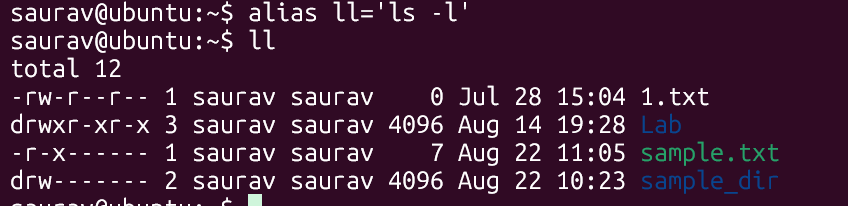 saurav@ubuntu:~$ alias ll='ls -l'
saurav@ubuntu:~$ ll
total 12
-rw-r--r-- 1 saurav saurav    0 Jul 28 15:04 1.txt
drwxr-xr-x 3 saurav saurav 4096 Aug 14 19:28 Lab
-r-x------ 1 saurav saurav    7 Aug 22 11:05 sample.txt
drw------- 2 saurav saurav 4096 Aug 22 10:23 sample_dir
saurav@ubuntu:~$